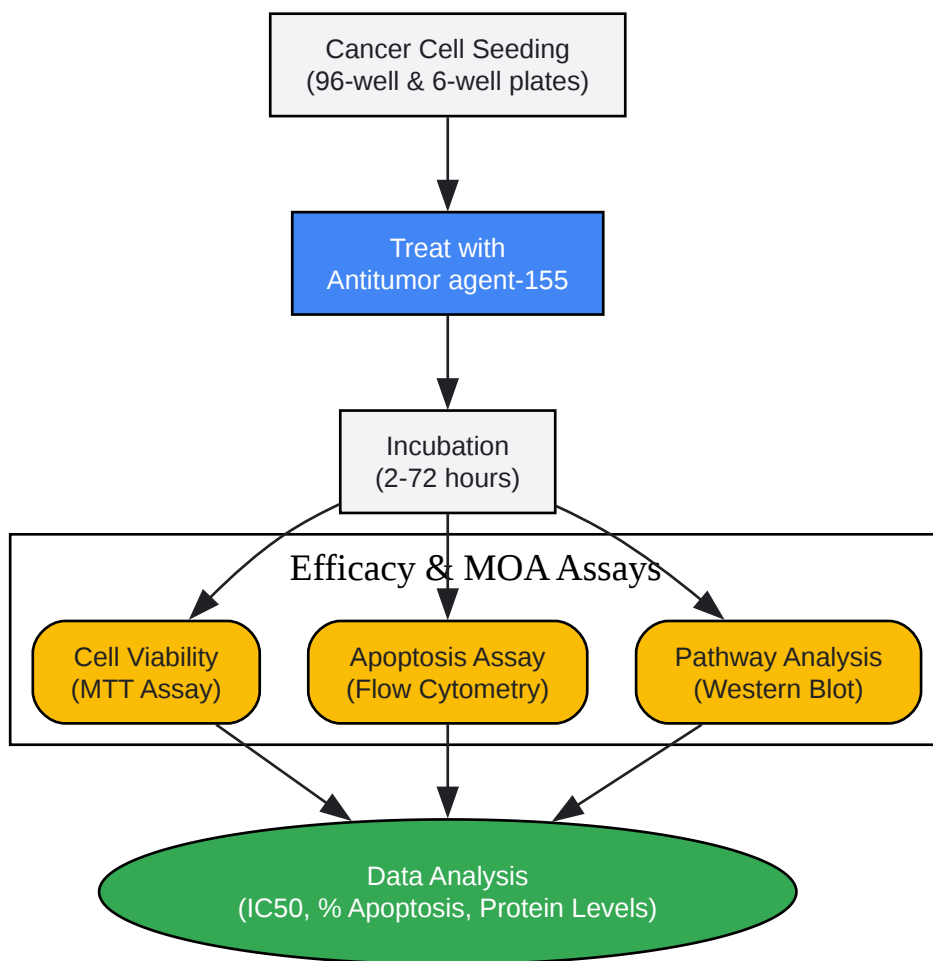 Cancer Cell Seeding
(96-well & 6-well plates)
Treat with
Antitumor agent-155
Incubation
(2-72 hours)
Efficacy & MOA Assays
Cell Viability
(MTT Assay)
Apoptosis Assay
(Flow Cytometry)
Pathway Analysis
(Western Blot)
Data Analysis
(IC50, % Apoptosis, Protein Levels)